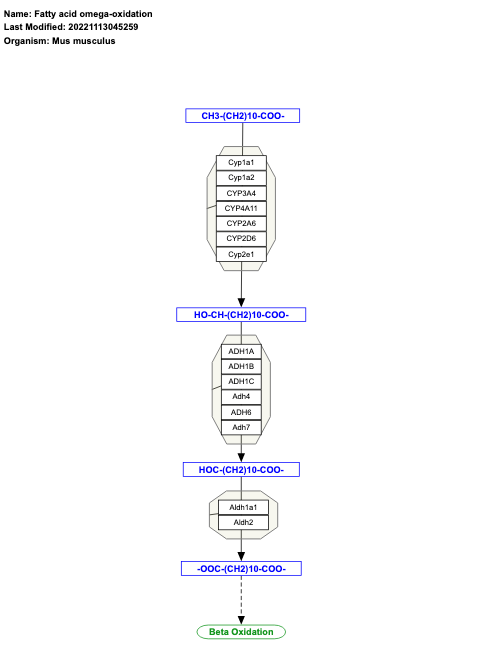 Name: Fatty acid omega-oxidation
Last Modified: 20221113045259
Organism: Mus musculus
CH3-(CH2)10-COO-
Cyp1a1
Cyp1a2
CYP3A4
CYP4A11
CYP2A6
CYP2D6
Cyp2e1
HO-CH-(CH2)10-COO-
ADH1A
ADH1B
ADH1C
Adh4
ADH6
Adh7
HOC-(CH2)10-COO-
Aldh1a1
Aldh2
-OOC-(CH2)10-COO-
Beta Oxidation